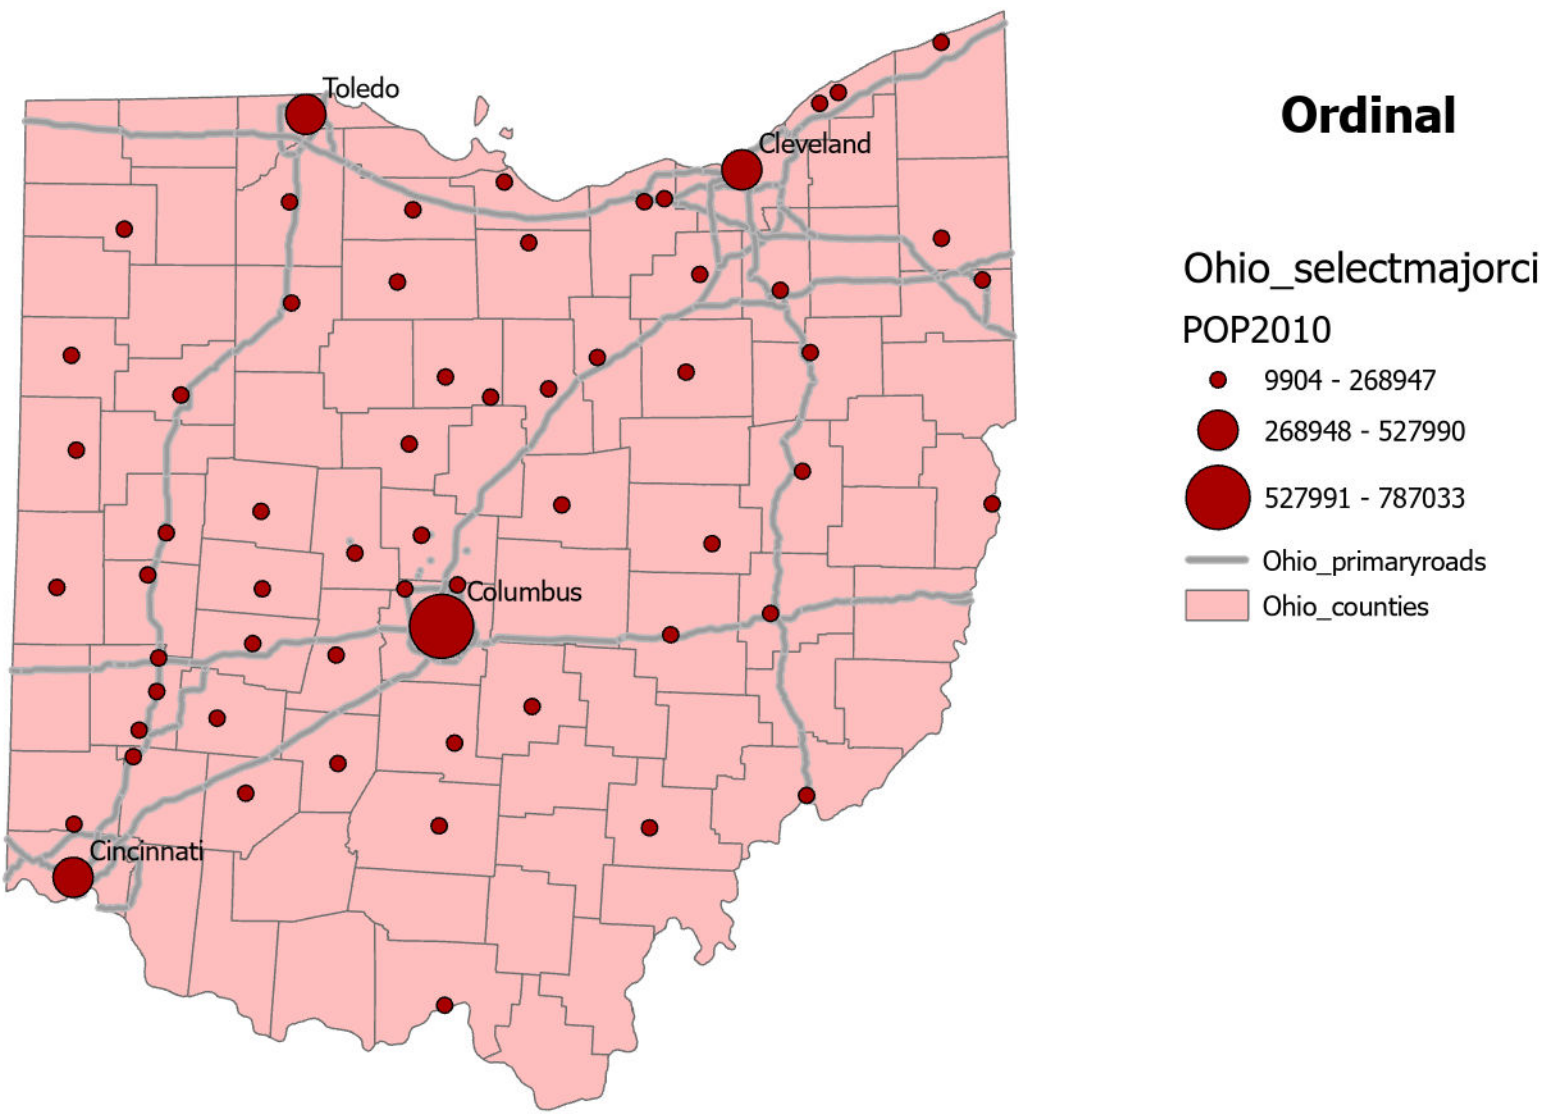 Toledo
Cleveland
Columbus
Cincinnati
Ordinal
Ohio_selectmajorci
POP2010
9904 - 268947
268948 - 527990
527991 - 787033
Ohio_primaryroads
Ohio_counties